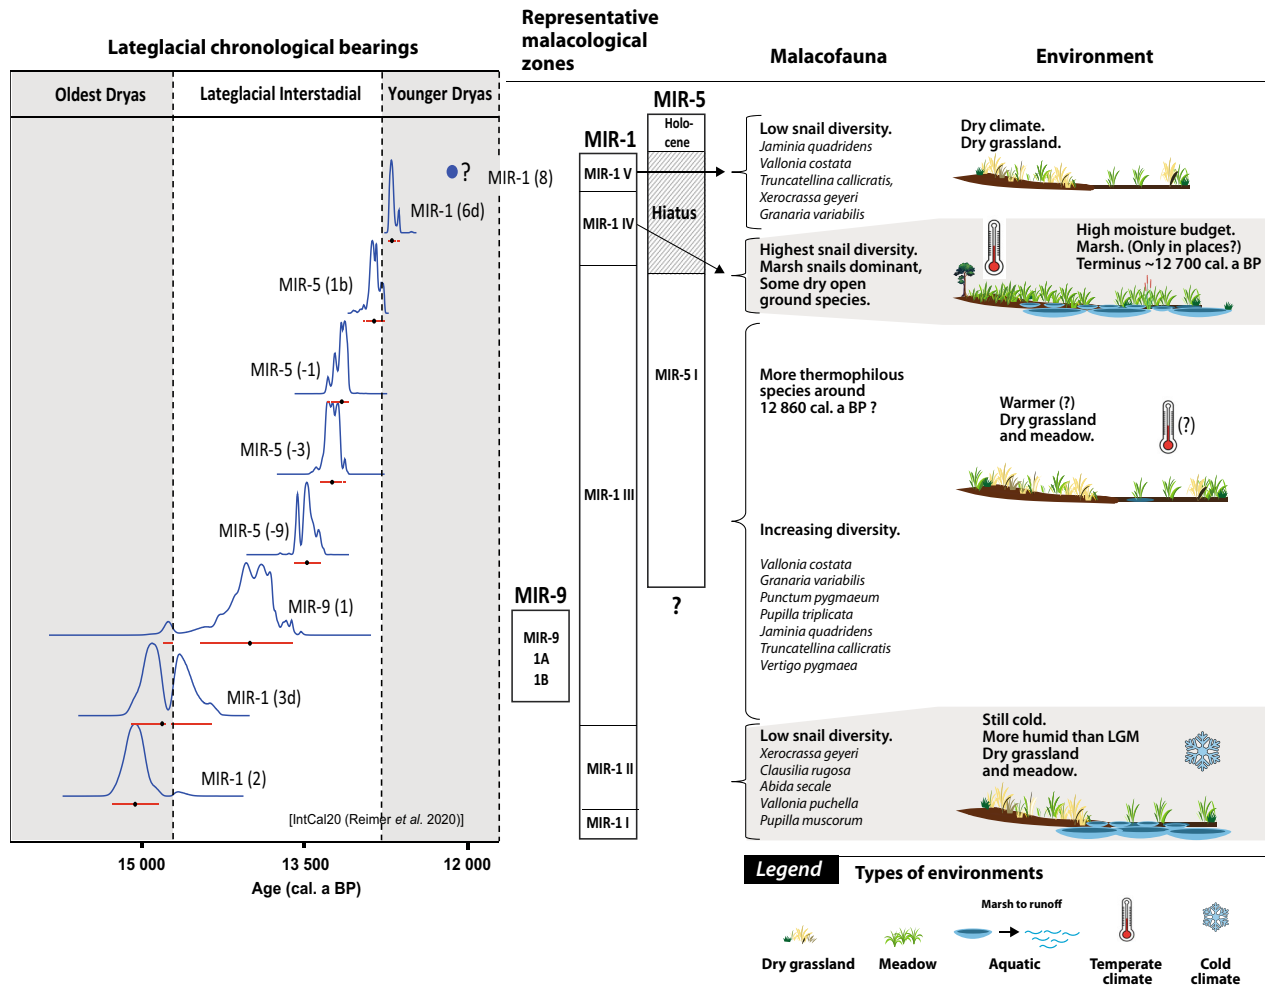 Lateglacial chronological bearings
Representative
malacological
zones
Malacofauna
Environment
Oldest Dryas
Lateglacial Interstadial
Younger Dryas
?
MIR-1 (8)
MIR-1 (6d)
MIR-5 (1b)
MIR-5 (-1)
MIR-5 (-3)
MIR-5 (-9)
MIR-9 (1)
MIR-1 (3d)
MIR-1 (2)
[IntCal20 (Reimer et al. 2020)]
15 000
13 500
12 000
Age (cal. a BP)
MIR-9
MIR-9
1A
1B
MIR-1
MIR-1 V
MIR-1 IV
MIR-1 III
MIR-1 II
MIR-1 I
MIR-5
Holo-
cene
Hiatus
MIR-5 I
?
Low snail diversity.
Jaminia quadridens
Vallonia costata
Truncatellina callicratis,
Xerocrassa geyeri
Granaria variabilis
Dry climate.
Dry grassland.
Highest snail diversity.
Marsh snails dominant,
Some dry open
ground species.
High moisture budget.
Marsh. (Only in places?)
Terminus ~12 700 cal. a BP
More thermophilous
species around
12 860 cal. a BP ?
Warmer (?)
Dry grassland
and meadow.
(?)
Increasing diversity.
Vallonia costata
Granaria variabilis
Punctum pygmaeum
Pupilla triplicata
Jaminia quadridens
Truncatellina callicratis
Vertigo pygmaea
Low snail diversity.
Xerocrassa geyeri
Clausilia rugosa
Abida secale
Vallonia puchella
Pupilla muscorum
Still cold.
More humid than LGM
Dry grassland
and meadow.
Legend
Types of environments
Marsh to runoff
Dry grassland
Meadow
Aquatic
Temperate
climate
Cold
climate